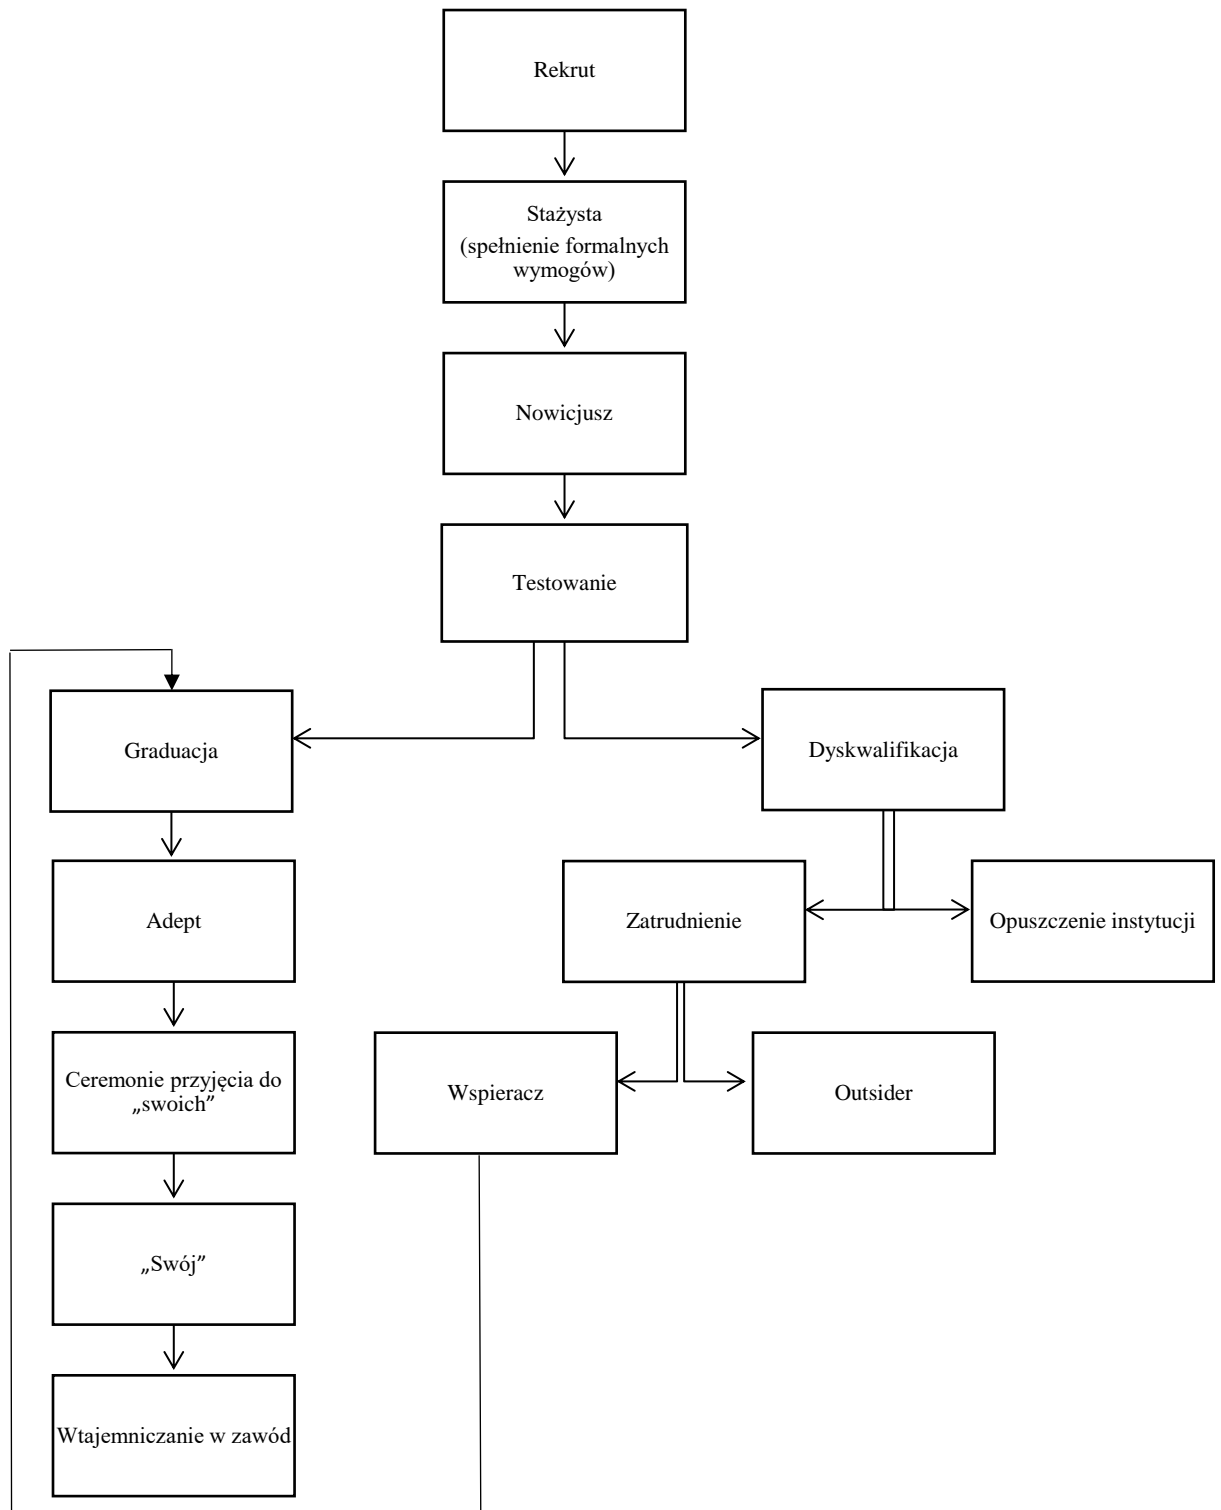 Rekrut
Stażysta
(spełnienie formalnych
wymogów)
Nowicjusz
Testowanie
Graduacja
Dyskwalifikacja
Adept
Zatrudnienie
Opuszczenie instytucji
Ceremonie przyjęcia do
„swoich”
Wspieracz
Outsider
„Swój”
Wtajemniczanie w zawód